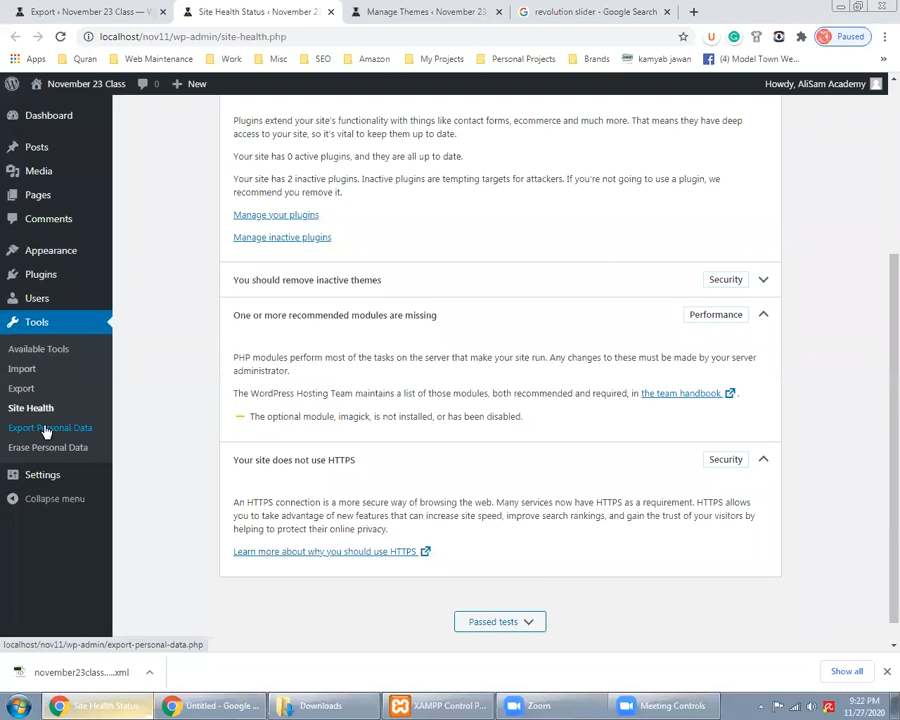 Export ‹ November 23 Class —
Site Health Status ‹ November 2
Manage Themes ‹ November 23
revolution slider - Google Search
localhost/nov11/wp-admin/site-health.php
Paused
Apps
Quran
Web Maintenance
Work
Misc
SEO
Amazon
My Projects
Personal Projects
Brands
kamyab jawan
(4) Model Town We...
November 23 Class
0
New
Howdy, AliSam Academy
Dashboard
Posts
Media
Pages
Comments
Appearance
Plugins
Users
Tools
Available Tools
Import
Export
Site Health
Export Personal Data
Erase Personal Data
Settings
Collapse menu
Plugins extend your site's functionality with things like contact forms, ecommerce and much more. That means they have deep
access to your site, so it's vital to keep them up to date.
Your site has 0 active plugins, and they are all up to date.
Your site has 2 inactive plugins. Inactive plugins are tempting targets for attackers. If you're not going to use a plugin, we
recommend you remove it.
Manage your plugins
Manage inactive plugins
You should remove inactive themes
Security
One or more recommended modules are missing
Performance
PHP modules perform most of the tasks on the server that make your site run. Any changes to these must be made by your server
administrator.
The WordPress Hosting Team maintains a list of those modules, both recommended and required, in the team handbook .
The optional module, imagick, is not installed, or has been disabled.
Your site does not use HTTPS
Security
An HTTPS connection is a more secure way of browsing the web. Many services now have HTTPS as a requirement. HTTPS allows
you to take advantage of new features that can increase site speed, improve search rankings, and gain the trust of your visitors by
helping to protect their online privacy.
Learn more about why you should use HTTPS
Passed tests
localhost/nov11/wp-admin/export-personal-data.php
november23class.....xml
Show all
Site Health Status...
Untitled - Google ...
Downloads
XAMPP Control P...
Zoom
Meeting Controls
9:22 PM
11/27/2020